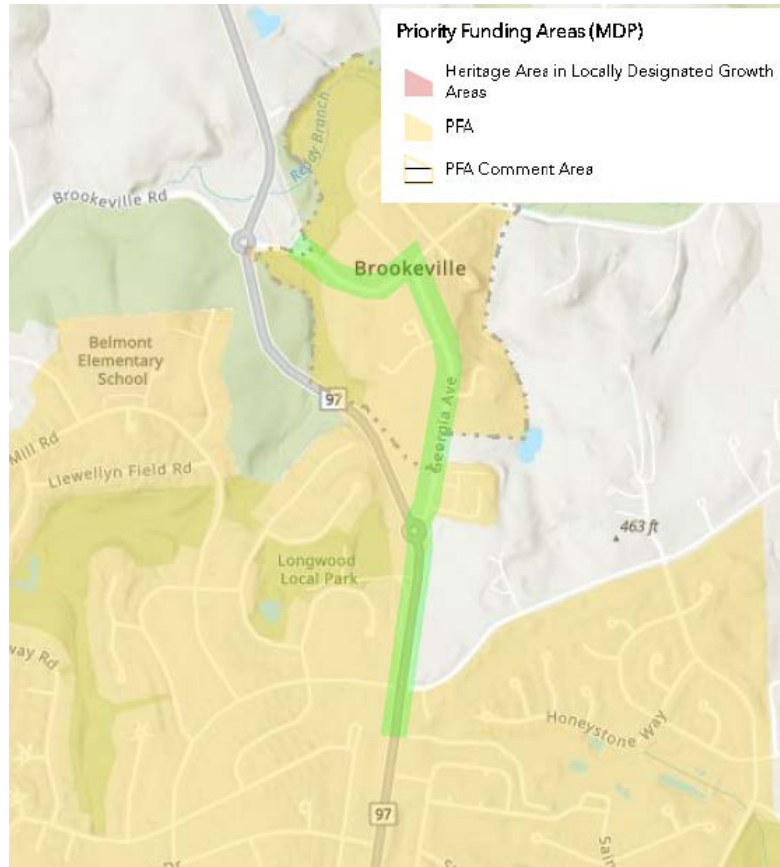 Priority Funding Areas (MDP)
Heritage Area in Locally Designated Growth
Areas
PFA
PFA Comment Area
Reddy Branch
Brookeville Rd
Brookeville
Belmont
Elementary
School
97
Georgia Ave
Mill Rd
Llewellyn Field Rd
463 ft
Longwood
Local Park
way Rd
Honeystone Way
97
Dr